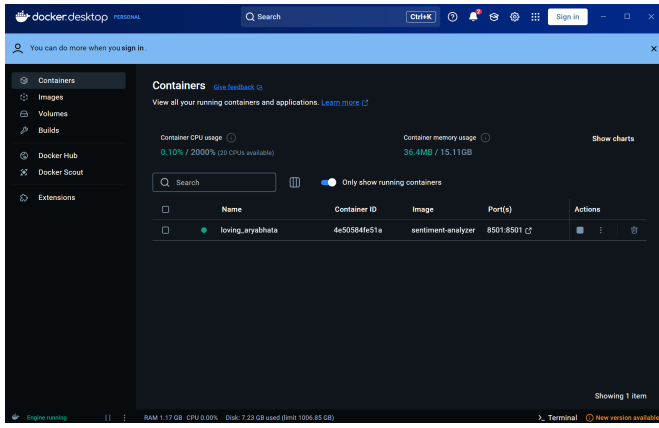 docker.desktop PERSONAL Search Ctrl+K Sign in
You can do more when you sign in.
Containers
Images
Volumes
Builds
Docker Hub
Docker Scout
Extensions
Containers Give feedback
View all your running containers and applications. Learn more
Container CPU usage
0.10% / 2000% (20 CPUs available)
Container memory usage
36.4MB / 15.11GB
Show charts
Search
Only show running containers
Name Container ID Image Port(s) Actions
loving_aryabhata 4e50584fe51a sentiment-analyzer 8501:8501
Showing 1 item
Engine running RAM 1.17 GB CPU 0.00% Disk: 7.23 GB used (limit 1006.85 GB) Terminal New version available